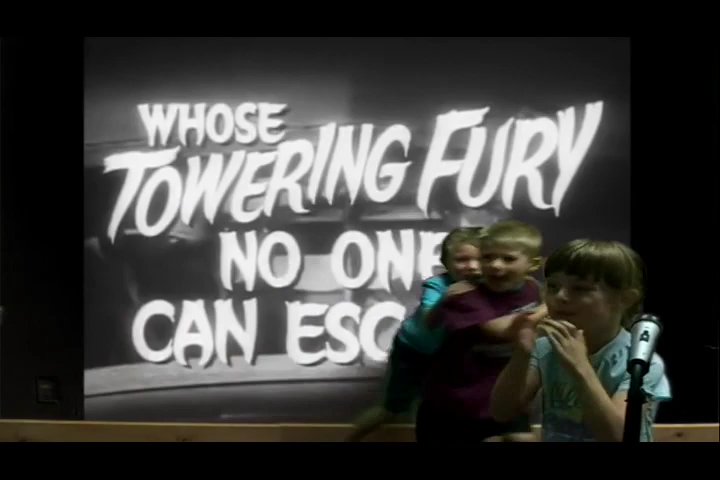 WHOSE
TOWERING FURY
NO ONE
CAN ESC
A